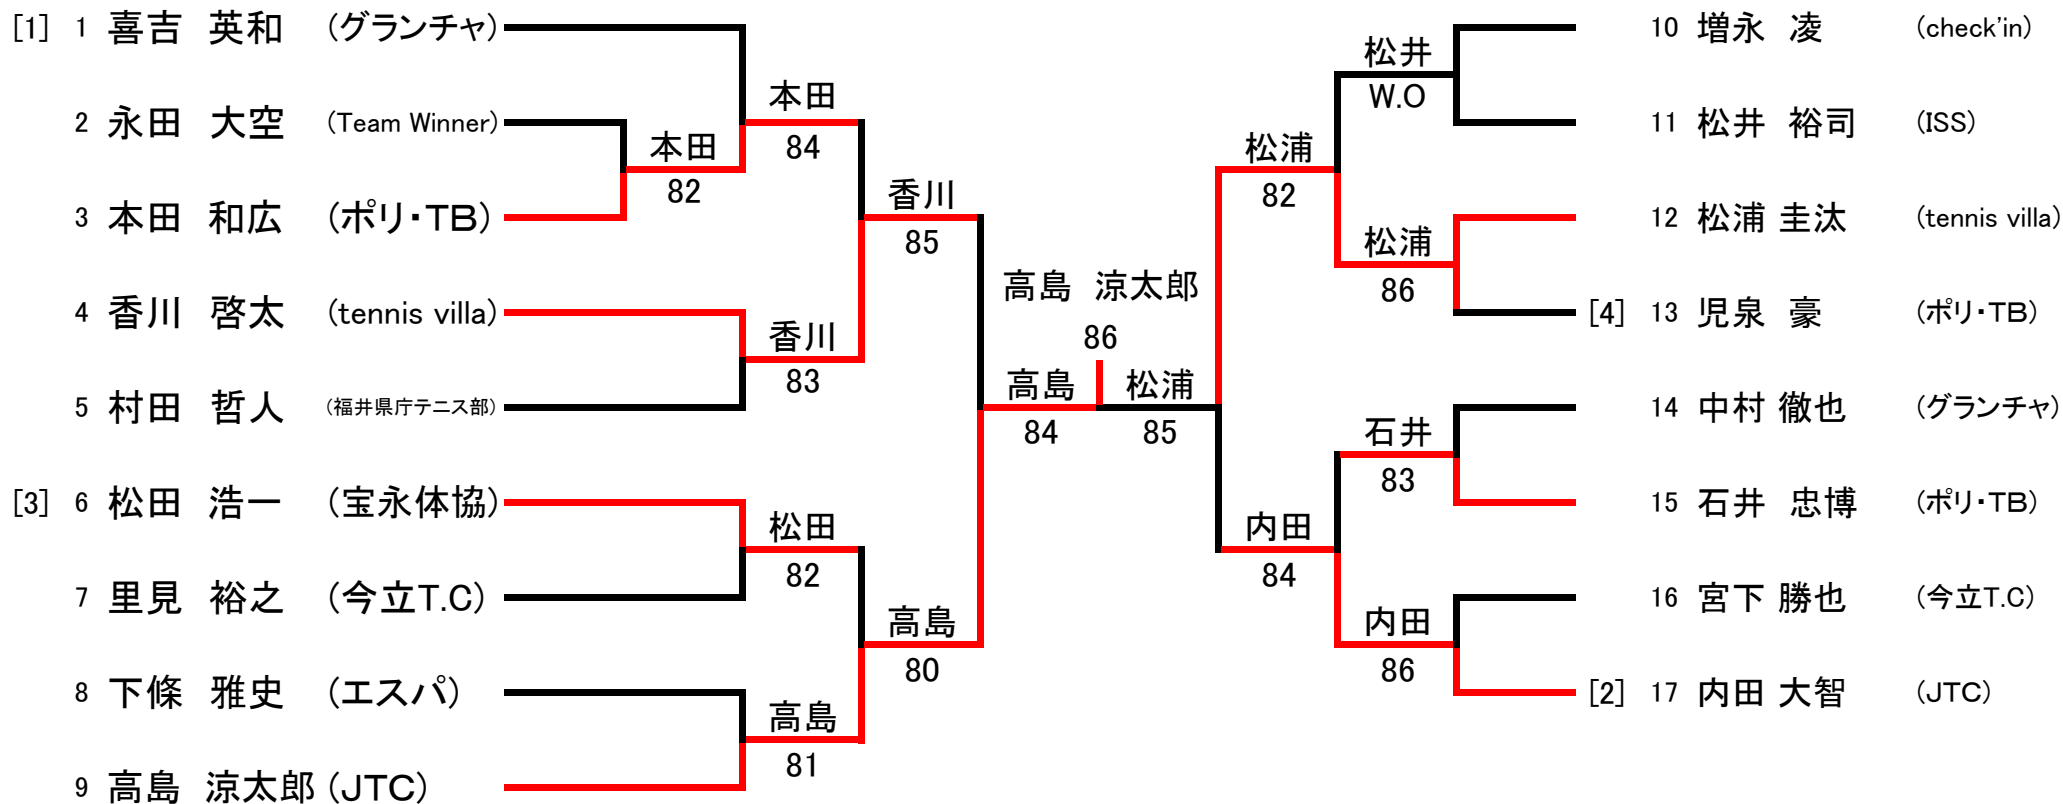 [1] 1 喜吉 英和 (グランチャ)
2 永田 大空 (Team Winner)
3 本田 和広 (ポリ・TB)
4 香川 啓太 (tennis villa)
5 村田 哲人 (福井県庁テニス部)
[3] 6 松田 浩一 (宝永体協)
7 里見 裕之 (今立T.C)
8 下條 雅史 (エスパ)
9 高島 涼太郎 (JTC)
本田
82
本田
84
香川
83
松田
82
高島
81
香川
85
高島
80
高島 涼太郎
86
高島
84
松浦
85
松浦
82
内田
84
松井
W.O
松浦
86
石井
83
内田
86
10 増永 凌 (check'in)
11 松井 裕司 (ISS)
12 松浦 圭汰 (tennis villa)
[4] 13 児泉 豪 (ポリ・TB)
14 中村 徹也 (グランチャ)
15 石井 忠博 (ポリ・TB)
16 宮下 勝也 (今立T.C)
[2] 17 内田 大智 (JTC)